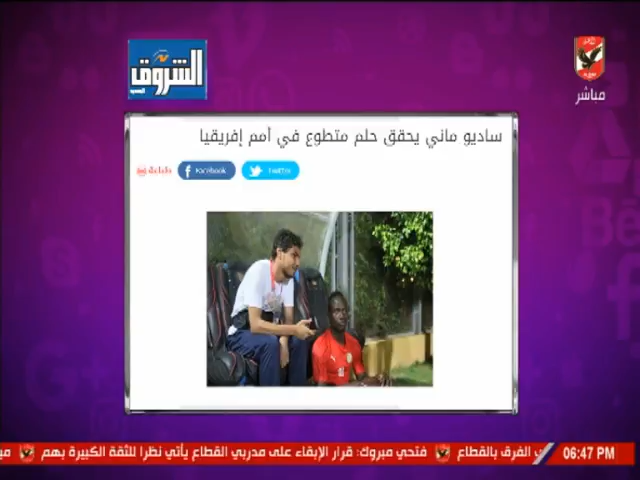 الشروق
مباشر
ساديو ماني يحقق حلم متطوع في أمم إفريقيا
طباعة
Facebook
Twitter
الفرق بالقطاع
فتحي مبروك: قرار الإبقاء على مدربي القطاع يأتي نظرا للثقة الكبيرة بهم
06:47 PM